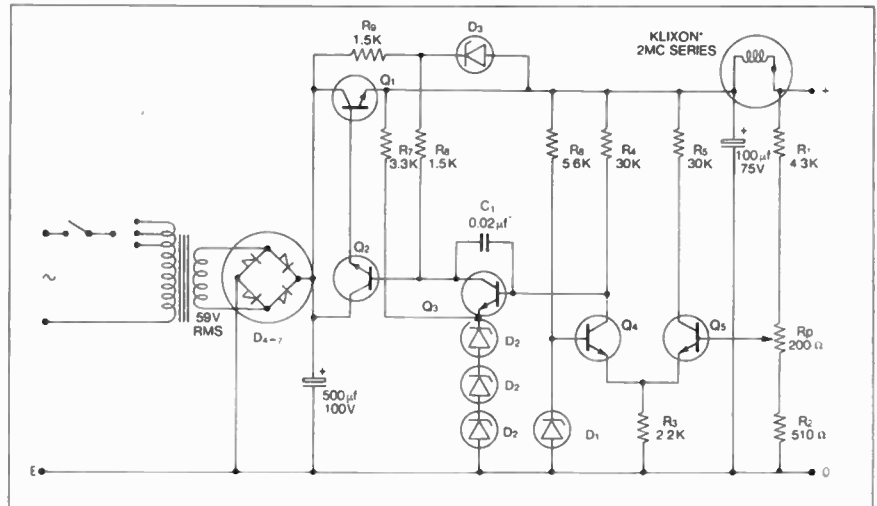 R9
1.5K
D3
KLIXON*
2MC SERIES
Q1
+
R7
3.3K
R8
1.5K
R6
5.6K
R4
30K
R5
30K
+
100µf
75V
R1
4.3K
C1
0.02µf
Q2
Q3
59V
RMS
D4-7
Q4
Q5
Rp
200Ω
D2
D2
D2
+
500µf
100V
D1
R3
2.2K
R2
510Ω
E
0